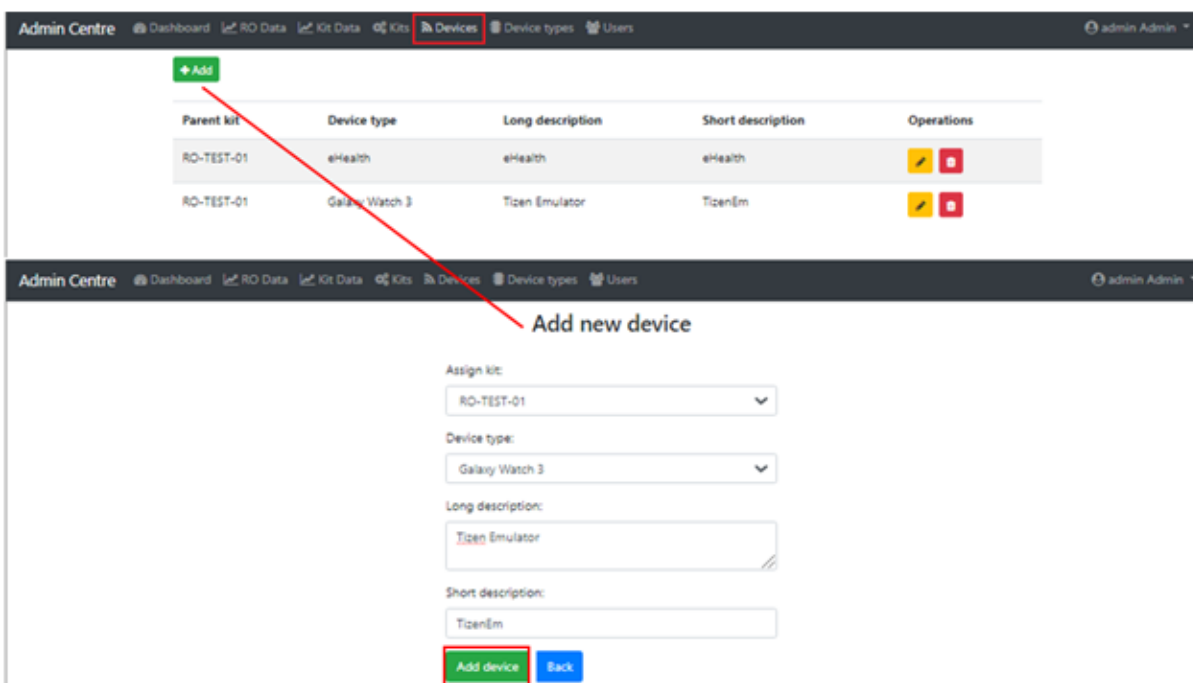 Admin Centre Dashboard RO Data Kit Data Kits Devices Device types Users admin Admin
+ Add
Parent kit Device type Long description Short description Operations
RO-TEST-01 eHealth eHealth eHealth
RO-TEST-01 Galaxy Watch 3 Tizen Emulator TizenEm
Admin Centre Dashboard RO Data Kit Data Kits Devices Device types Users admin Admin
Add new device
Assign kit:
RO-TEST-01
Device type:
Galaxy Watch 3
Long description:
Tizen Emulator
Short description:
TizenEm
Add device Back